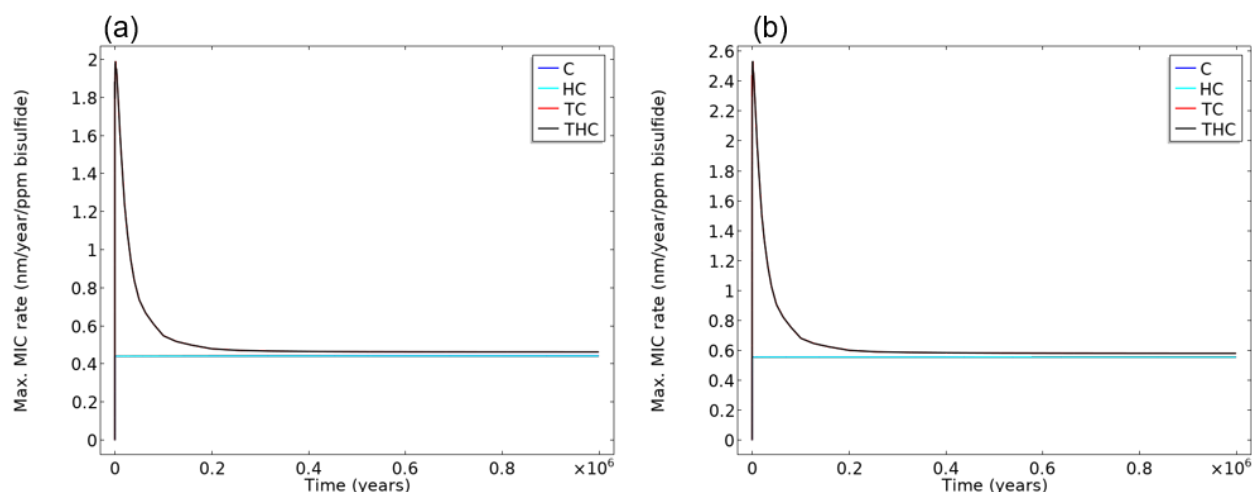 (a)
Max. MIC rate (nm/year/ppm bisulfide)
2
1.8
1.6
1.4
1.2
1
0.8
0.6
0.4
0.2
0
C
HC
TC
THC
0
0.2
0.4
0.6
0.8
×10⁶
Time (years)
(b)
Max. MIC rate (nm/year/ppm bisulfide)
2.6
2.4
2.2
2
1.8
1.6
1.4
1.2
1
0.8
0.6
0.4
0.2
0
C
HC
TC
THC
0
0.2
0.4
0.6
0.8
×10⁶
Time (years)